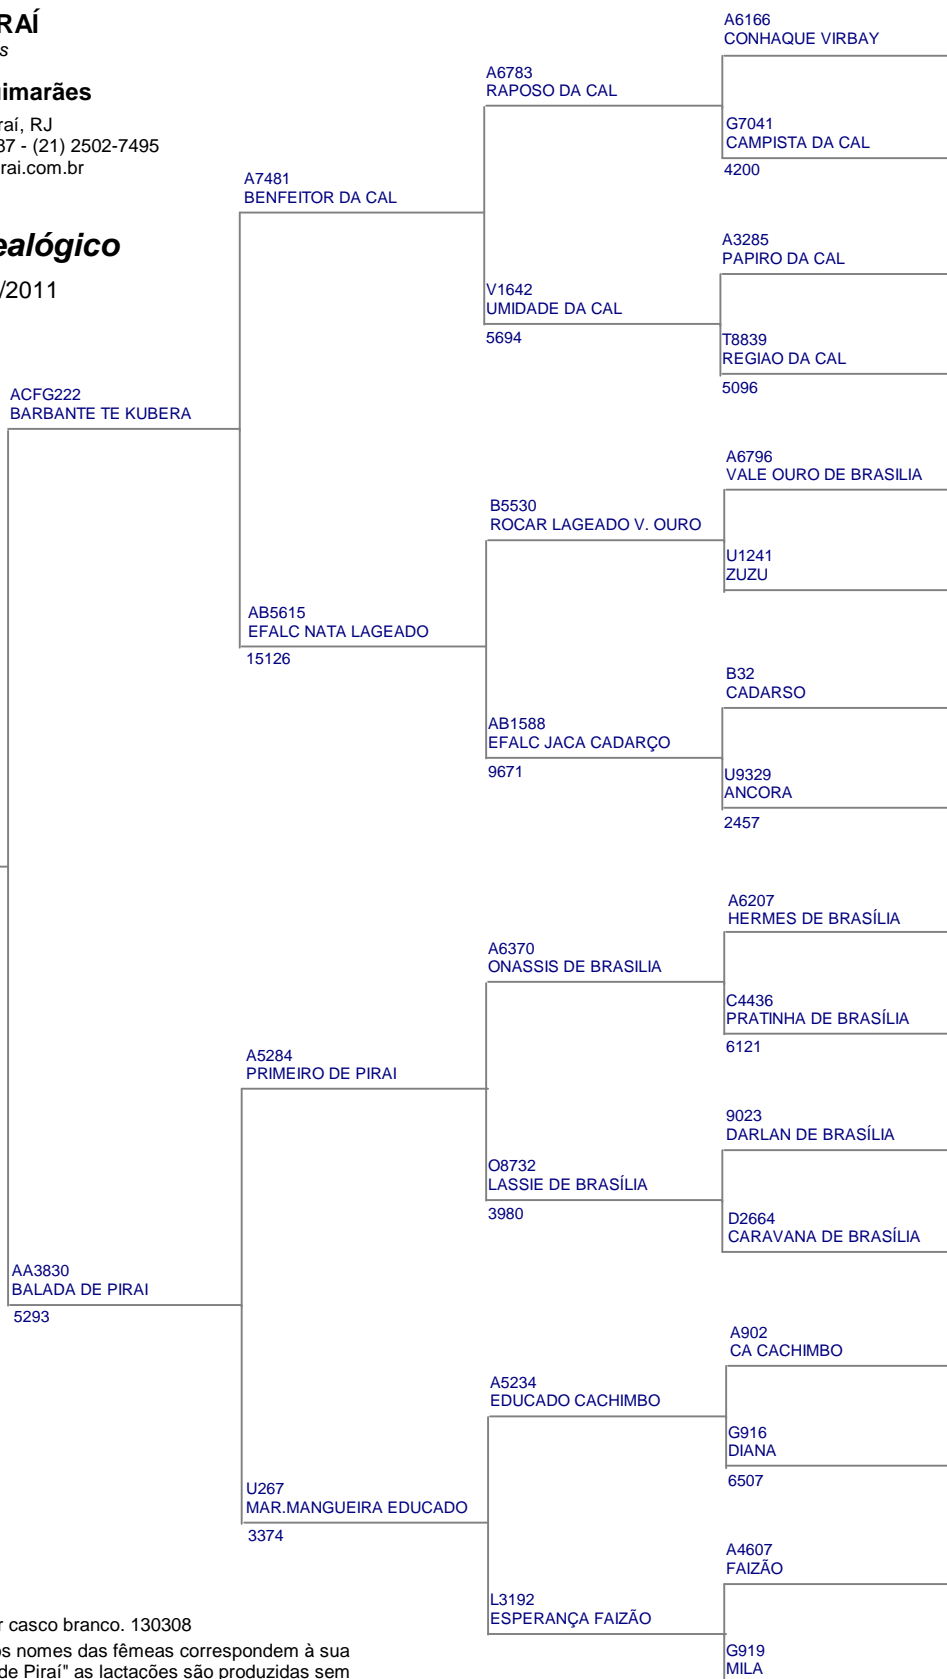 RAÍ
s
uimarães
raí, RJ
37 - (21) 2502-7495
rai.com.br
ealógico
/2011
A6166
CONHAQUE VIRBAY
A6783
RAPOSO DA CAL
G7041
CAMPISTA DA CAL
4200
A7481
BENFEITOR DA CAL
A3285
PAPIRO DA CAL
V1642
UMIDADE DA CAL
5694
T8839
REGIAO DA CAL
5096
ACFG222
BARBANTE TE KUBERA
A6796
VALE OURO DE BRASILIA
B5530
ROCAR LAGEADO V. OURO
U1241
ZUZU
AB5615
EFALC NATA LAGEADO
15126
B32
CADARSO
AB1588
EFALC JACA CADARÇO
9671
U9329
ANCORA
2457
A6207
HERMES DE BRASÍLIA
A6370
ONASSIS DE BRASILIA
C4436
PRATINHA DE BRASÍLIA
6121
A5284
PRIMEIRO DE PIRAI
9023
DARLAN DE BRASÍLIA
O8732
LASSIE DE BRASÍLIA
3980
D2664
CARAVANA DE BRASÍLIA
AA3830
BALADA DE PIRAI
5293
A902
CA CACHIMBO
A5234
EDUCADO CACHIMBO
G916
DIANA
6507
U267
MAR.MANGUEIRA EDUCADO
3374
A4607
FAIZÃO
L3192
ESPERANÇA FAIZÃO
G919
MILA
r casco branco. 130308
os nomes das fêmeas correspondem à sua
de Piraí" as lactações são produzidas sem